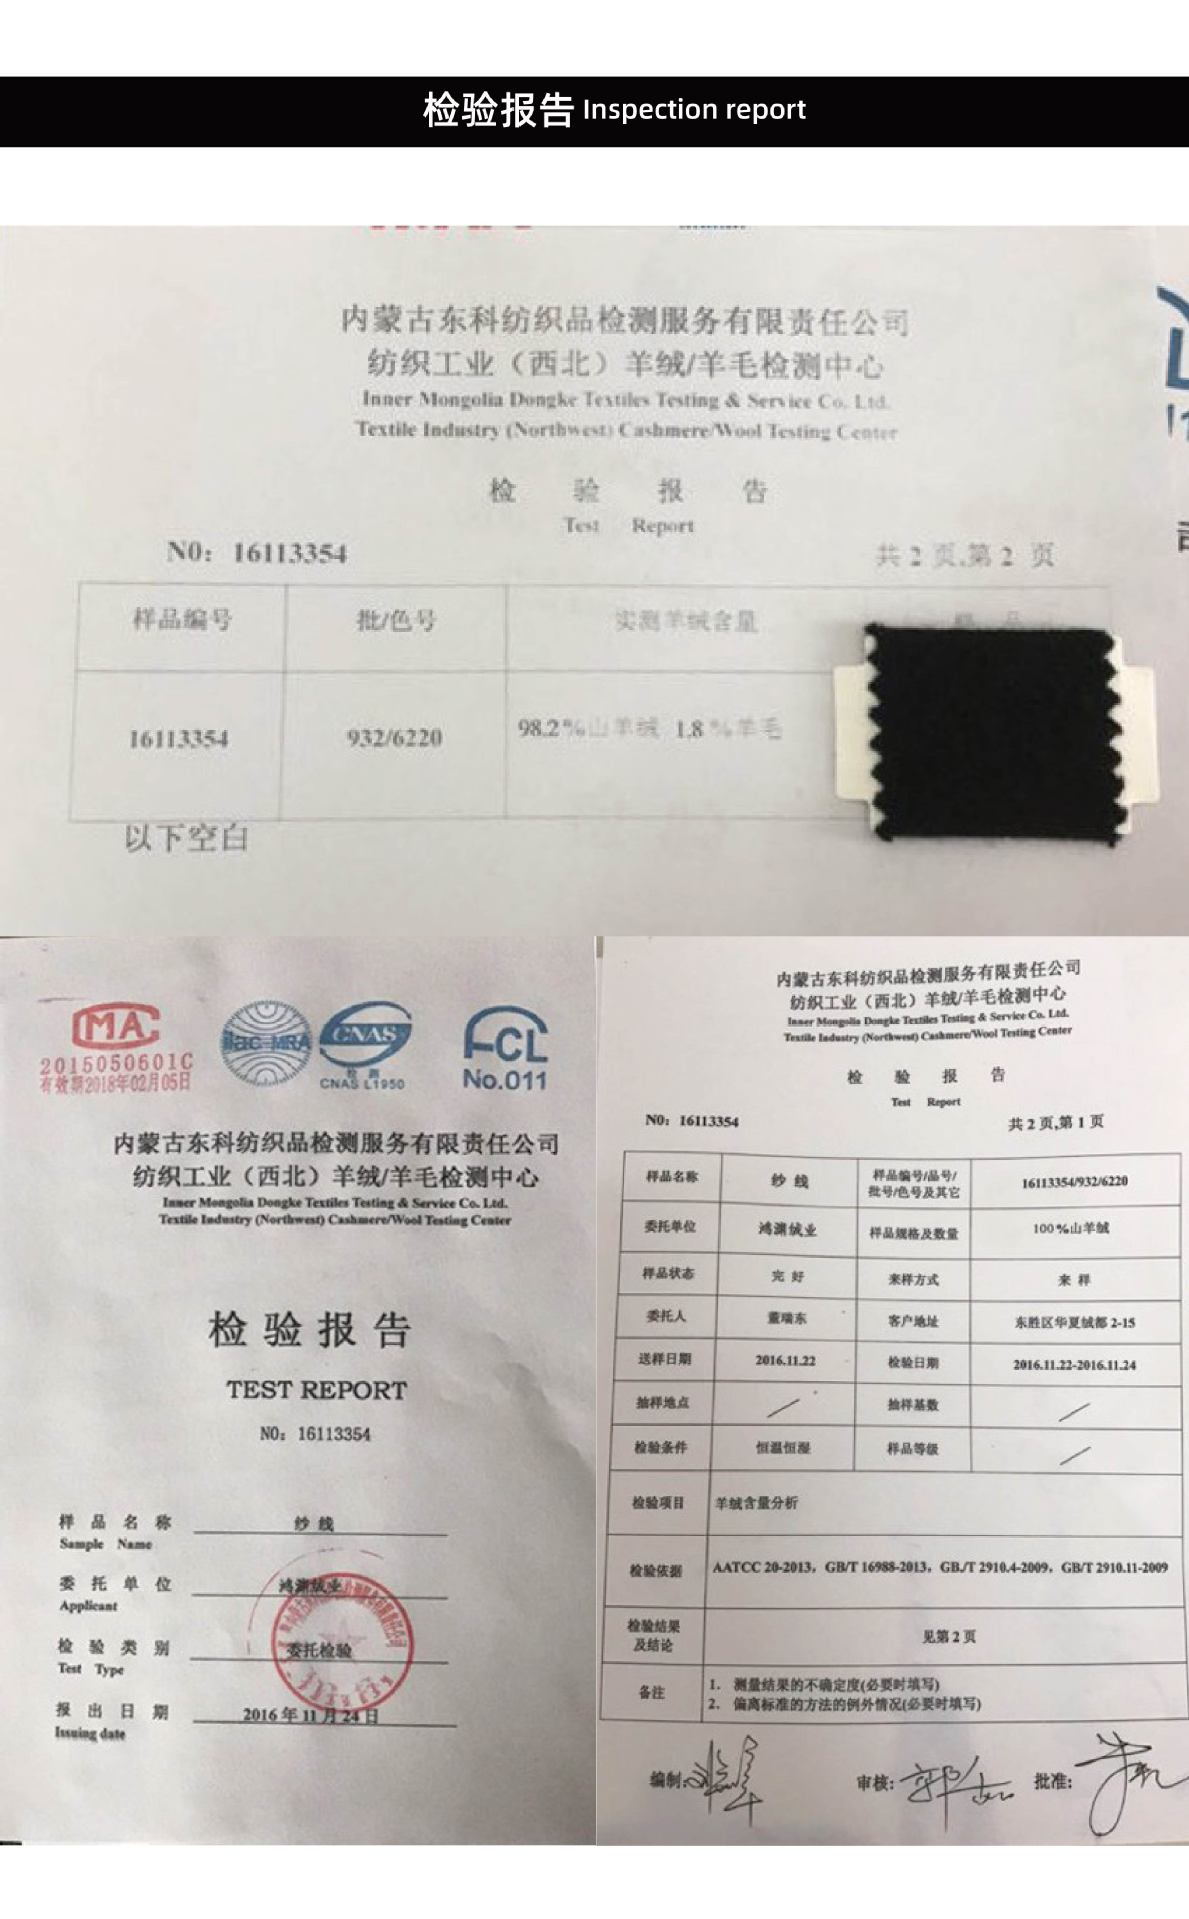 检验报告 Inspection report
内蒙古东科纺织品检测服务有限责任公司
纺织工业（西北）羊绒/羊毛检测中心
Inner Mongolia Dongke Textiles Testing & Service Co. Ltd.
Textile Industry (Northwest) Cashmere/Wool Testing Center
检 验 报 告
Test Report
N0：16113354 共 2 页,第 2 页
样品编号 批/色号 实测羊绒含量 样 品
16113354 932/6220 98.2%山羊绒 1.8%羊毛
以下空白
MA
2015050601C
有效期2018年02月05日
ilac-MRA
CNAS
检 测
CNAS L1950
FCL
No.011
内蒙古东科纺织品检测服务有限责任公司
纺织工业（西北）羊绒/羊毛检测中心
Inner Mongolia Dongke Textiles Testing & Service Co. Ltd.
Textile Industry (Northwest) Cashmere/Wool Testing Center
检 验 报 告
TEST REPORT
N0：16113354
样 品 名 称 纱 线
Sample Name
委 托 单 位 鸿渊绒业
Applicant
检 验 类 别 委托检验
Test Type
报 出 日 期 2016 年 11 月 24 日
Issuing date
内蒙古东科纺织品检测服务有限责任公司
纺织工业（西北）羊绒/羊毛检测中心
Inner Mongolia Dongke Textiles Testing & Service Co. Ltd.
Textile Industry (Northwest) Cashmere/Wool Testing Center
检 验 报 告
Test Report
N0：16113354 共 2 页,第 1 页
样品名称 纱 线 样品编号/品号/
批号/色号及其它 16113354/932/6220
委托单位 鸿渊绒业 样品规格及数量 100%山羊绒
样品状态 完 好 来样方式 来 样
委托人 董瑞东 客户地址 东胜区华夏绒都 2-15
送样日期 2016.11.22 检验日期 2016.11.22-2016.11.24
抽样地点 ／ 抽样基数 ／
检验条件 恒温恒湿 样品等级 ／
检验项目 羊绒含量分析
检验依据 AATCC 20-2013，GB/T 16988-2013，GB/T 2910.4-2009，GB/T 2910.11-2009
检验结果
及结论 见第 2 页
备注 1. 测量结果的不确定度(必要时填写)
2. 偏离标准的方法的例外情况(必要时填写)
编制: 审核: 批准: